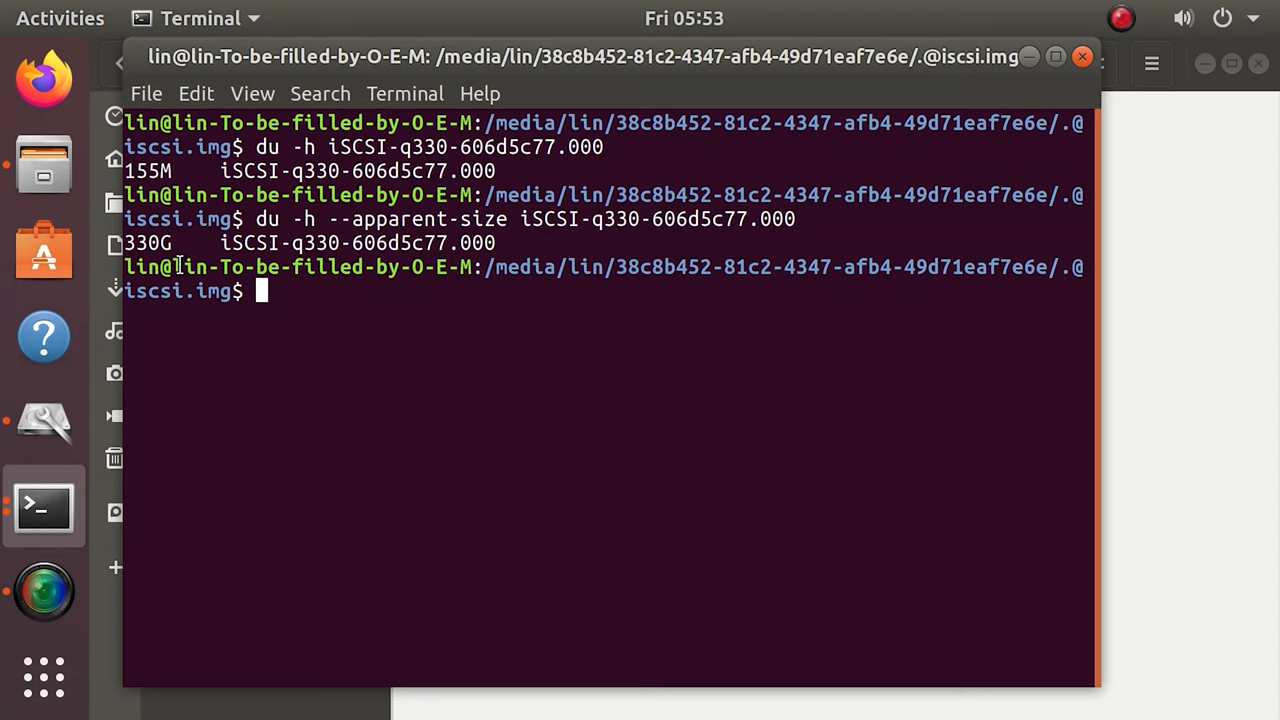 Activities Terminal Fri 05:53
lin@lin-To-be-filled-by-O-E-M: /media/lin/38c8b452-81c2-4347-afb4-49d71eaf7e6e/.@iscsi.img
File Edit View Search Terminal Help
lin@lin-To-be-filled-by-O-E-M:/media/lin/38c8b452-81c2-4347-afb4-49d71eaf7e6e/.@
iscsi.img$ du -h iSCSI-q330-606d5c77.000
155M iSCSI-q330-606d5c77.000
lin@lin-To-be-filled-by-O-E-M:/media/lin/38c8b452-81c2-4347-afb4-49d71eaf7e6e/.@
iscsi.img$ du -h --apparent-size iSCSI-q330-606d5c77.000
330G iSCSI-q330-606d5c77.000
lin@lin-To-be-filled-by-O-E-M:/media/lin/38c8b452-81c2-4347-afb4-49d71eaf7e6e/.@
iscsi.img$